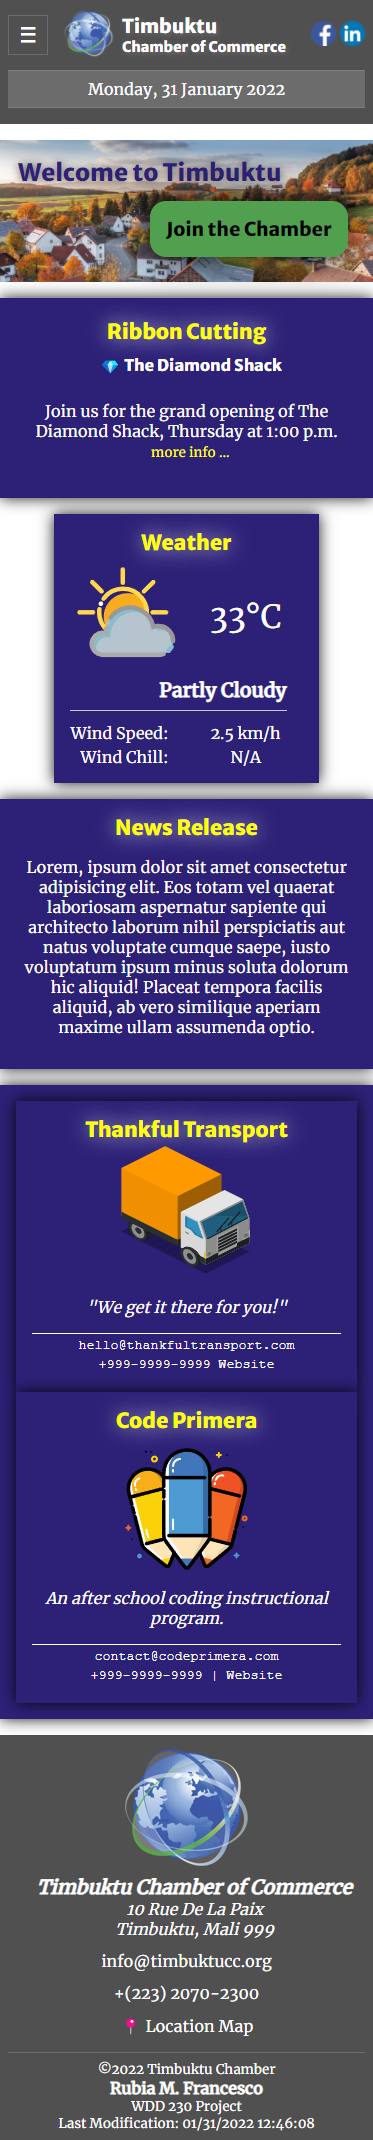 Timbuktu
Chamber of Commerce
Monday, 31 January 2022
Welcome to Timbuktu
Join the Chamber
Ribbon Cutting
The Diamond Shack
Join us for the grand opening of The
Diamond Shack, Thursday at 1:00 p.m.
more info ...
Weather
33°C
Partly Cloudy
Wind Speed: 2.5 km/h
Wind Chill: N/A
News Release
Lorem, ipsum dolor sit amet consectetur
adipisicing elit. Eos totam vel quaerat
laboriosam aspernatur sapiente qui
architecto laborum nihil perspiciatis aut
natus voluptate cumque saepe, iusto
voluptatum ipsum minus soluta dolorum
hic aliquid! Placeat tempora facilis
aliquid, ab vero similique aperiam
maxime ullam assumenda optio.
Thankful Transport
"We get it there for you!"
hello@thankfultransport.com
+999-9999-9999 Website
Code Primera
An after school coding instructional
program.
contact@codeprimera.com
+999-9999-9999 | Website
Timbuktu Chamber of Commerce
10 Rue De La Paix
Timbuktu, Mali 999
info@timbuktucc.org
+(223) 2070-2300
Location Map
©2022 Timbuktu Chamber
Rubia M. Francesco
WDD 230 Project
Last Modification: 01/31/2022 12:46:08